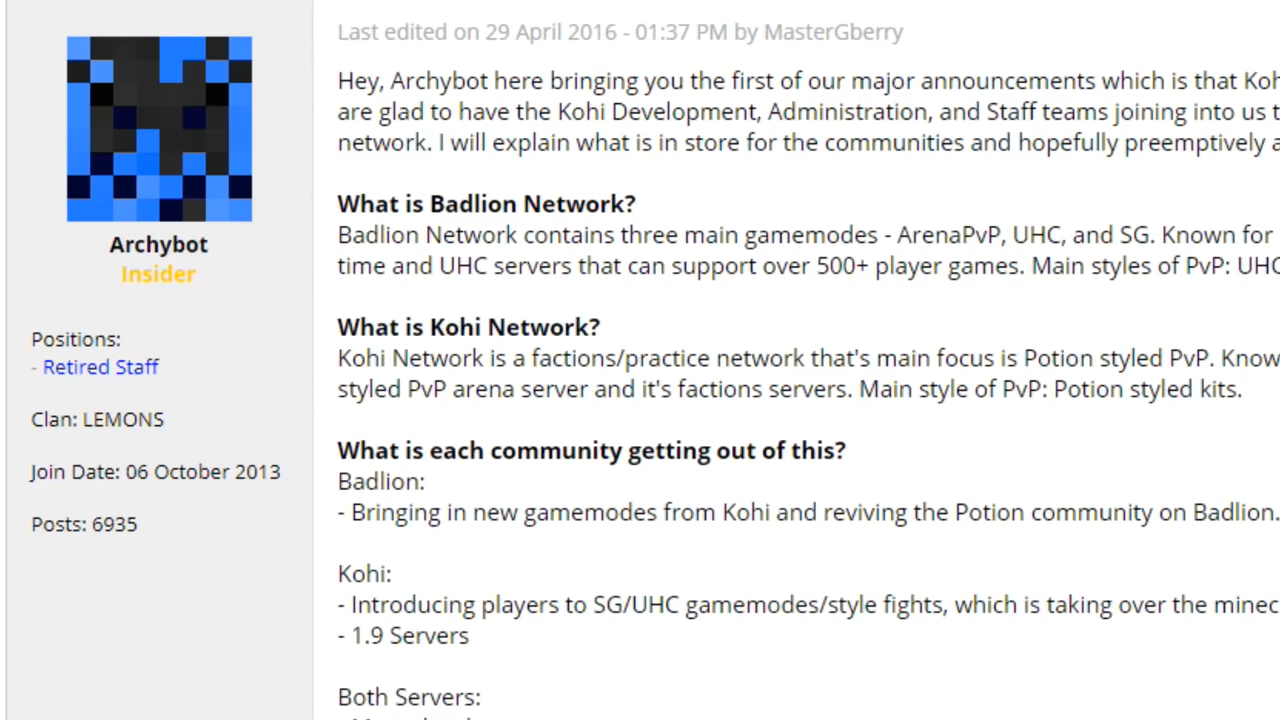 Last edited on 29 April 2016 - 01:37 PM by MasterGberry
Archybot
Insider
Positions:
- Retired Staff
Clan: LEMONS
Join Date: 06 October 2013
Posts: 6935
Hey, Archybot here bringing you the first of our major announcements which is that Koh
are glad to have the Kohi Development, Administration, and Staff teams joining into us t
network. I will explain what is in store for the communities and hopefully preemptively a
What is Badlion Network?
Badlion Network contains three main gamemodes - ArenaPvP, UHC, and SG. Known for
time and UHC servers that can support over 500+ player games. Main styles of PvP: UHC
What is Kohi Network?
Kohi Network is a factions/practice network that's main focus is Potion styled PvP. Know
styled PvP arena server and it's factions servers. Main style of PvP: Potion styled kits.
What is each community getting out of this?
Badlion:
- Bringing in new gamemodes from Kohi and reviving the Potion community on Badlion.
Kohi:
- Introducing players to SG/UHC gamemodes/style fights, which is taking over the minec
- 1.9 Servers
Both Servers: